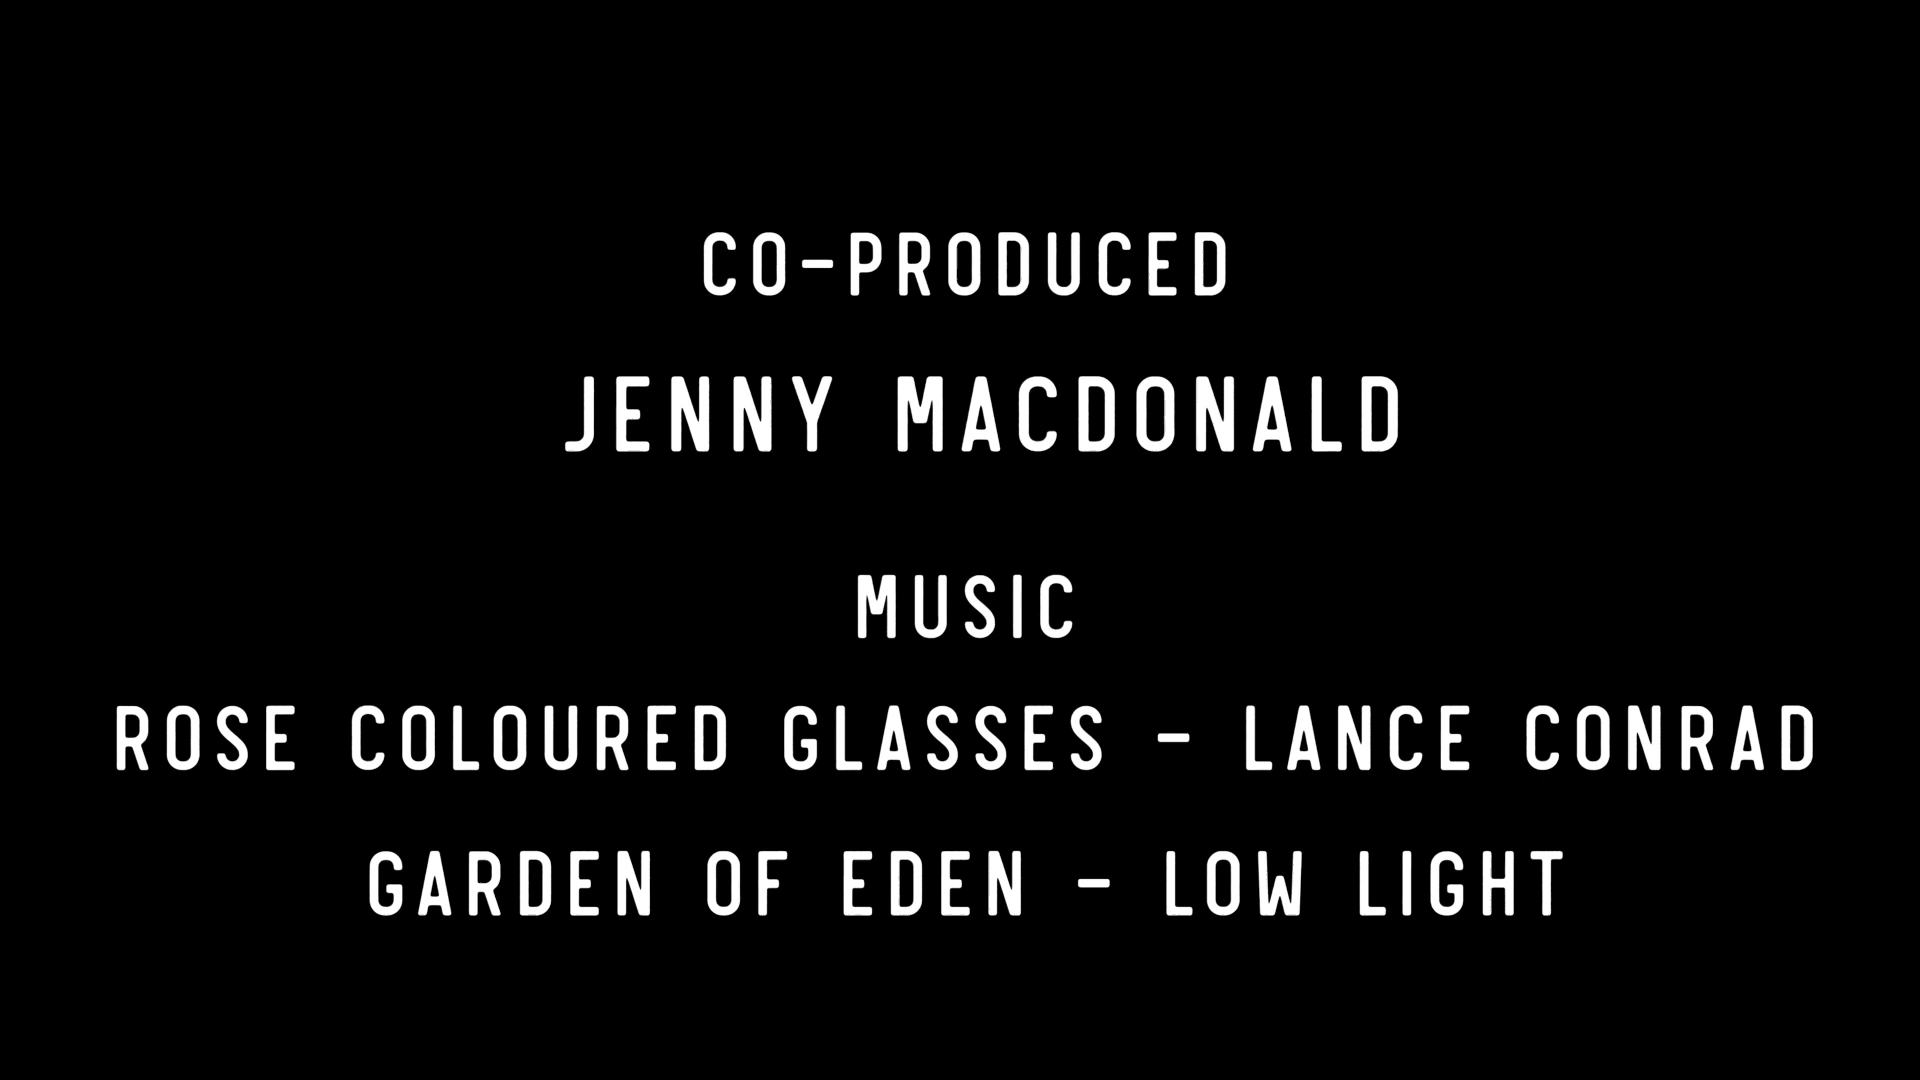 CO-PRODUCED
JENNY MACDONALD
MUSIC
ROSE COLOURED GLASSES - LANCE CONRAD
GARDEN OF EDEN - LOW LIGHT